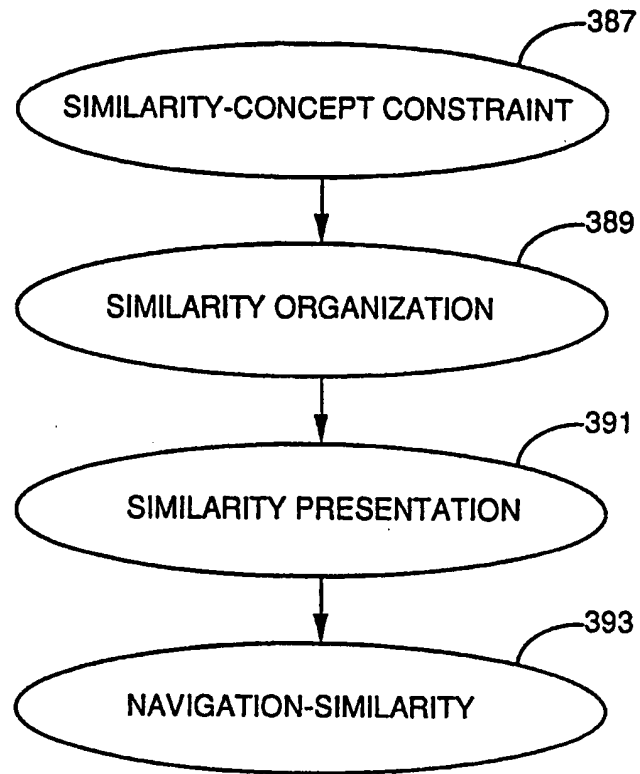 387
SIMILARITY-CONCEPT CONSTRAINT
389
SIMILARITY ORGANIZATION
391
SIMILARITY PRESENTATION
393
NAVIGATION-SIMILARITY